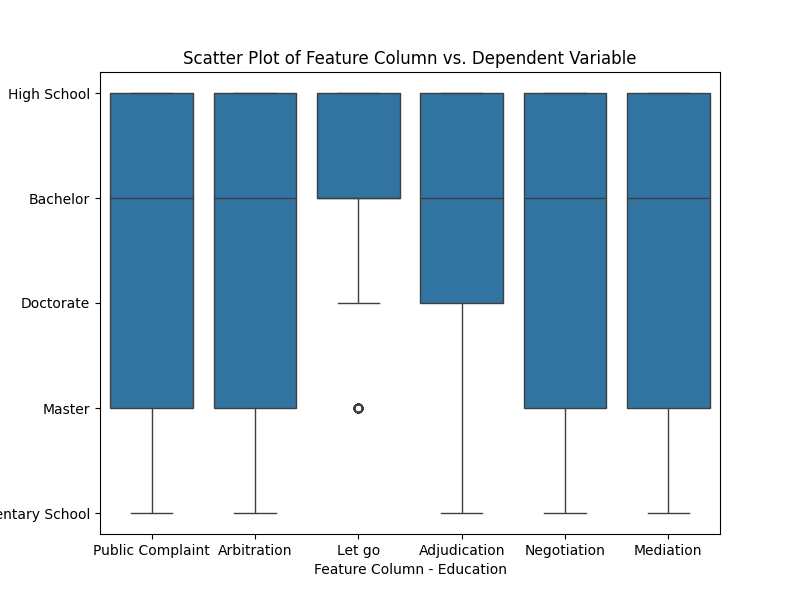 Scatter Plot of Feature Column vs. Dependent Variable
High School
Bachelor
Doctorate
Master
entary School
Public Complaint
Arbitration
Let go
Adjudication
Negotiation
Mediation
Feature Column - Education